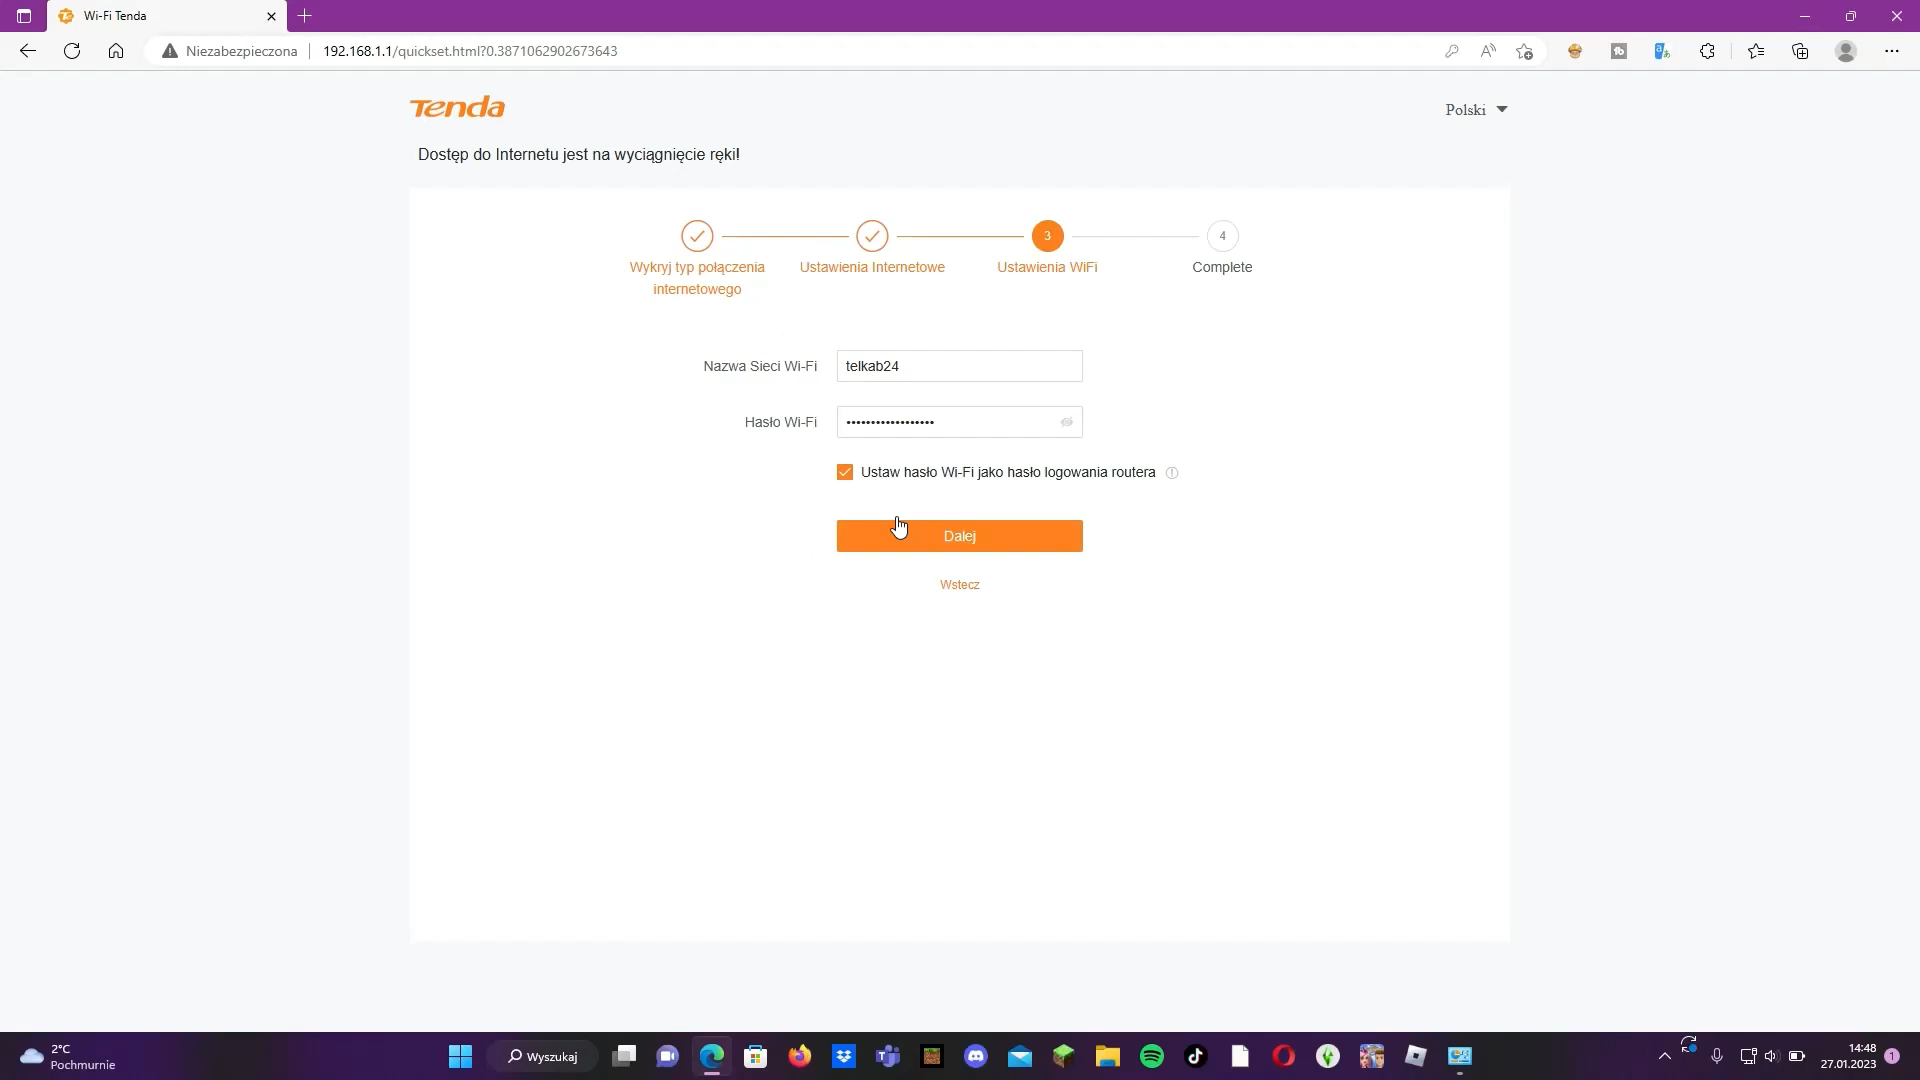 Wi-Fi Tenda
Niezabezpieczona
192.168.1.1/quickset.html?0.3871062902673643
Tenda
Polski
Dostęp do Internetu jest na wyciągnięcie ręki!
3
4
Wykryj typ połączenia
internetowego
Ustawienia Internetowe
Ustawienia WiFi
Complete
Nazwa Sieci Wi-Fi
telkab24
Hasło Wi-Fi
••••••••••••••••••
Ustaw hasło Wi-Fi jako hasło logowania routera
Dalej
Wstecz
2°C
Pochmurnie
Wyszukaj
14:48
27.01.2023
1